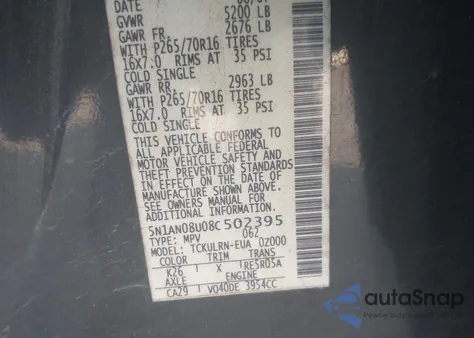 DATE
GVWR 5200 LB
GAWR FR. 2676 LB
WITH P265/70R16 TIRES
16X7.0 RIMS AT 35 PSI
COLD SINGLE
GAWR RR. 2963 LB
WITH P265/70R16 TIRES
16X7.0 RIMS AT 35 PSI
COLD SINGLE
THIS VEHICLE CONFORMS TO
ALL APPLICABLE FEDERAL
MOTOR VEHICLE SAFETY AND
THEFT PREVENTION STANDARDS
IN EFFECT ON THE DATE OF
MANUFACTURE SHOWN ABOVE.
SEE OWNER'S MANUAL FOR
ADDITIONAL INFORMATION.
5N1AN08U08C502395
TYPE: MPV 062
MODEL: TCKULRN-EUA 0Z000
COLOR TRIM TRANS
K26 X RE5R05A
AXLE ENGINE
CA29 VQ40DE 3954CC
autoSnap